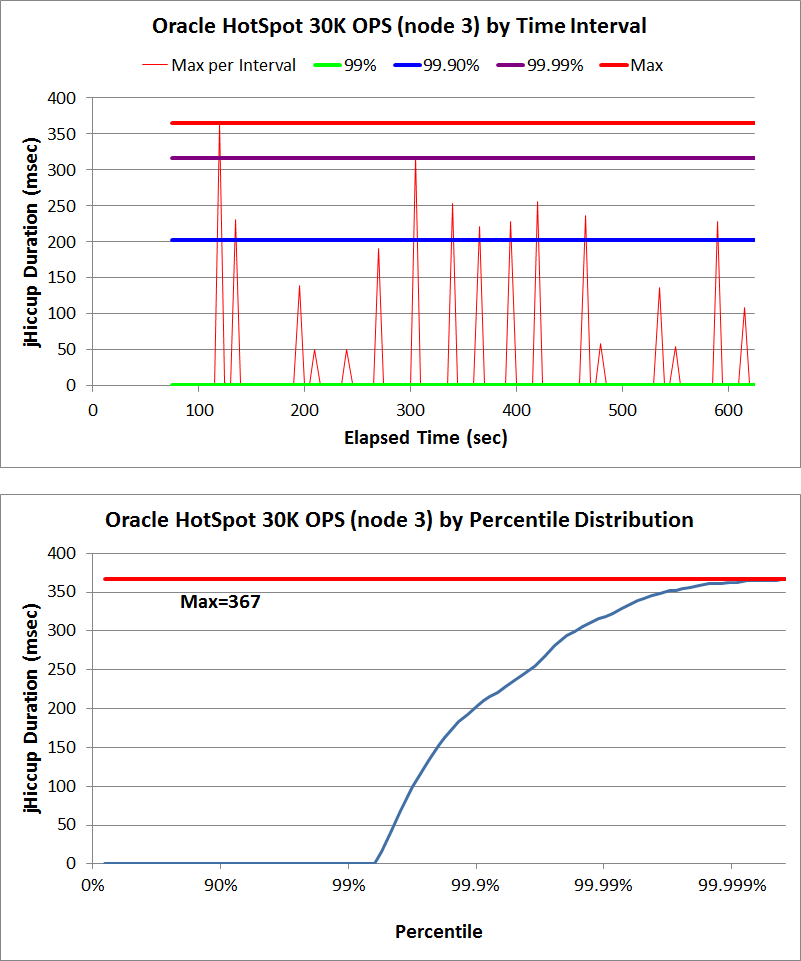 Oracle HotSpot 30K OPS (node 3) by Time Interval
Max per Interval 99% 99.90% 99.99% Max
jHiccup Duration (msec)
400
350
300
250
200
150
100
50
0
0 100 200 300 400 500 600
Elapsed Time (sec)
Oracle HotSpot 30K OPS (node 3) by Percentile Distribution
jHiccup Duration (msec)
400
350
300
250
200
150
100
50
0
Max=367
0% 90% 99% 99.9% 99.99% 99.999%
Percentile